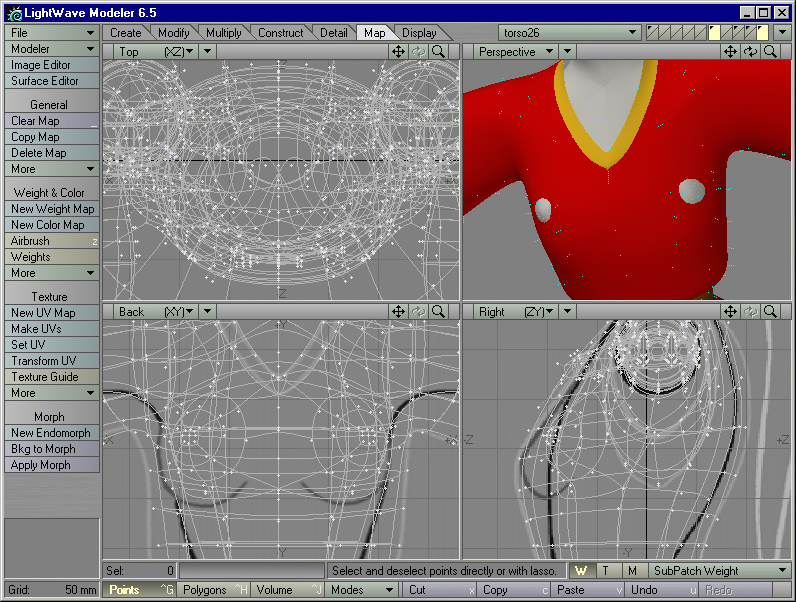 LightWave Modeler 6.5
File Create Modify Multiply Construct Detail Map Display torso26
Modeler Top (XZ) Perspective
Image Editor
Surface Editor
General
Clear Map
Copy Map
Delete Map
More
Weight & Color
New Weight Map
New Color Map
Airbrush z
Weights
More
Texture
New UV Map
Back (XY) Right (ZY)
Make UVs
Set UV
Transform UV
Texture Guide
More
Morph
New Endomorph
Bkg to Morph
Apply Morph
Z
Z
Y
X
Y
-Z
+Z
-Y
Sel: 0 Select and deselect points directly or with lasso. W T M SubPatch Weight
Grid: 50 mm Points ^G Polygons ^H Volume ^J Modes Cut x Copy c Paste v Undo u Redo